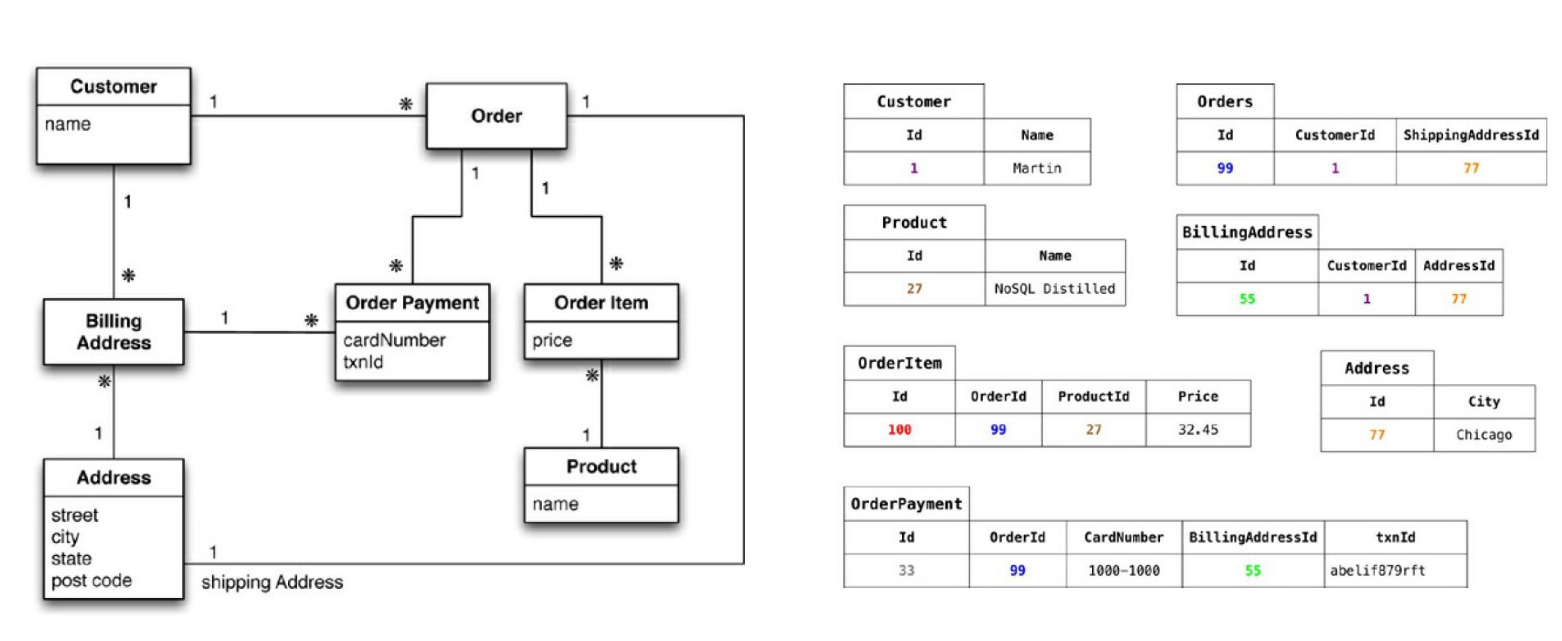 Customer
name
1
*
Order
1
1
*
Billing
Address
1
*
1
*
Order Payment
cardNumber
txnId
1
*
Order Item
price
*
1
Product
name
*
1
Address
street
city
state
post code
1
shipping Address
Customer
Id Name
1 Martin
Orders
Id CustomerId ShippingAddressId
99 1 77
Product
Id Name
27 NoSQL Distilled
BillingAddress
Id CustomerId AddressId
55 1 77
OrderItem
Id OrderId ProductId Price
100 99 27 32.45
Address
Id City
77 Chicago
OrderPayment
Id OrderId CardNumber BillingAddressId txnId
33 99 1000-1000 55 abelif879rft